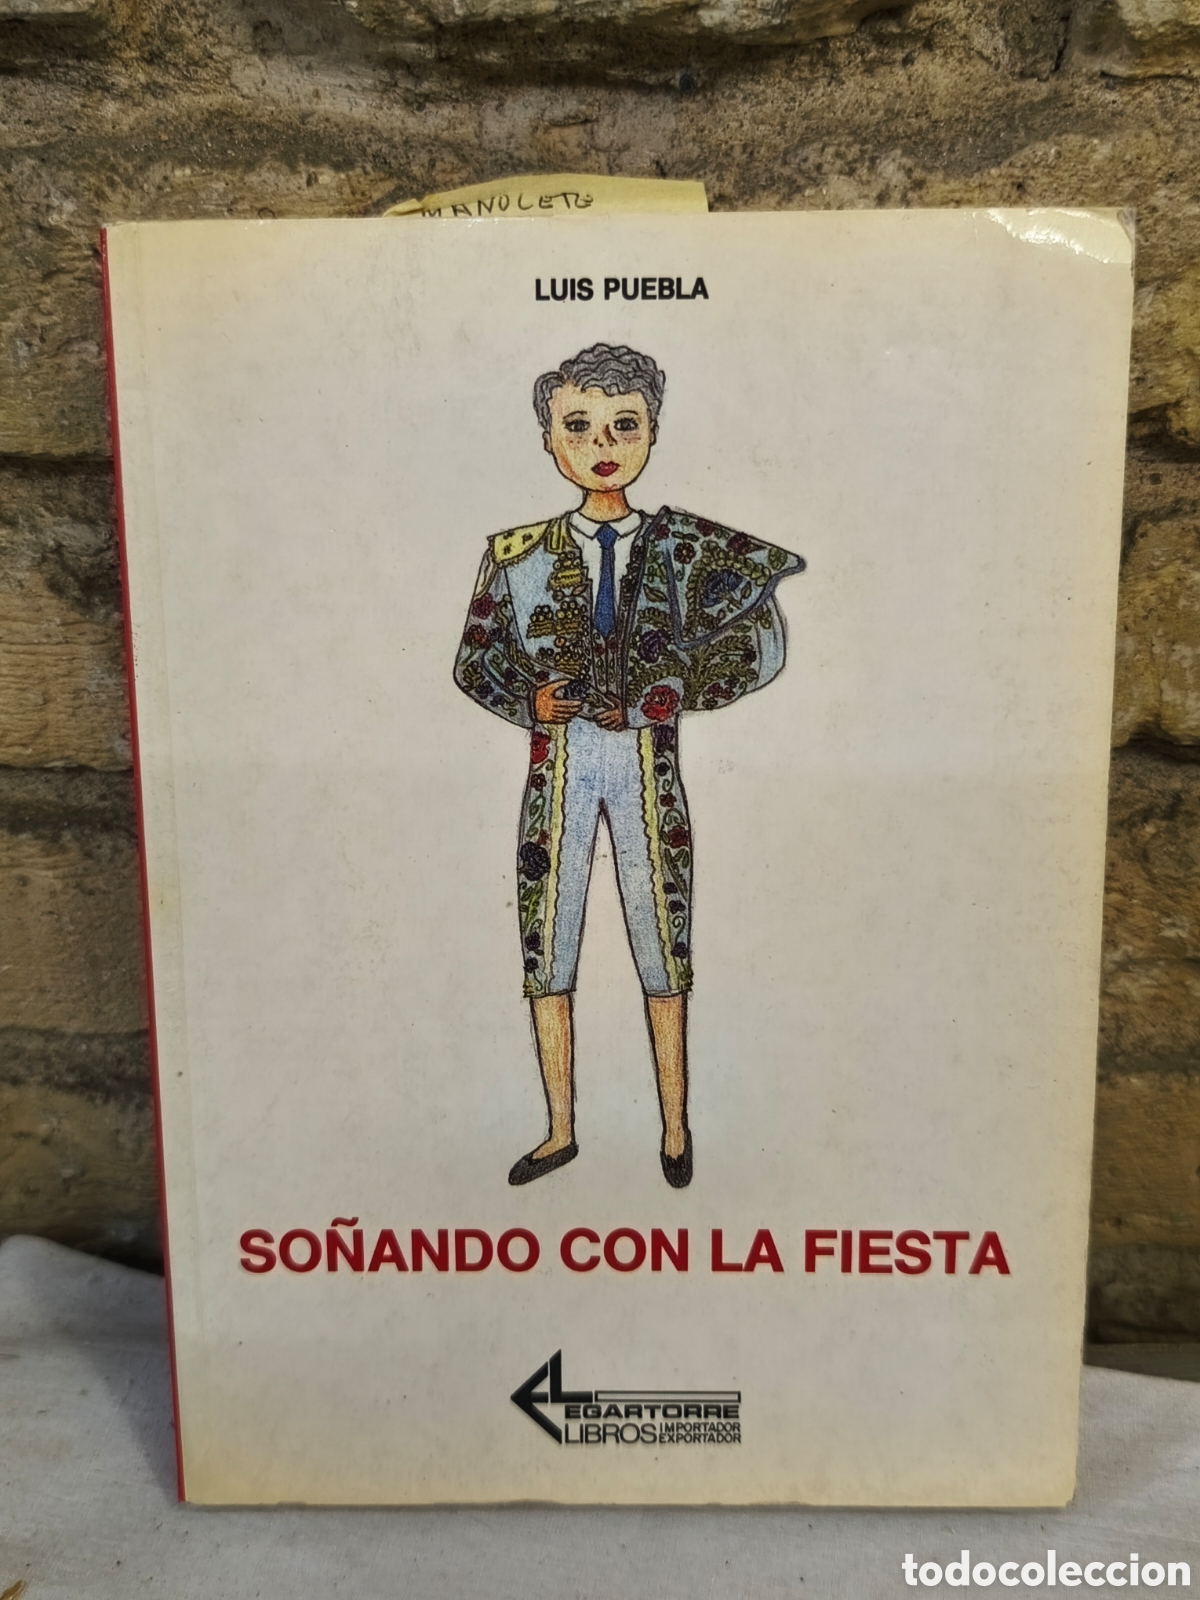 MANOLETE
LUIS PUEBLA
SOÑANDO CON LA FIESTA
EGARTORRE
LIBROS IMPORTADOR EXPORTADOR
todocoleccion